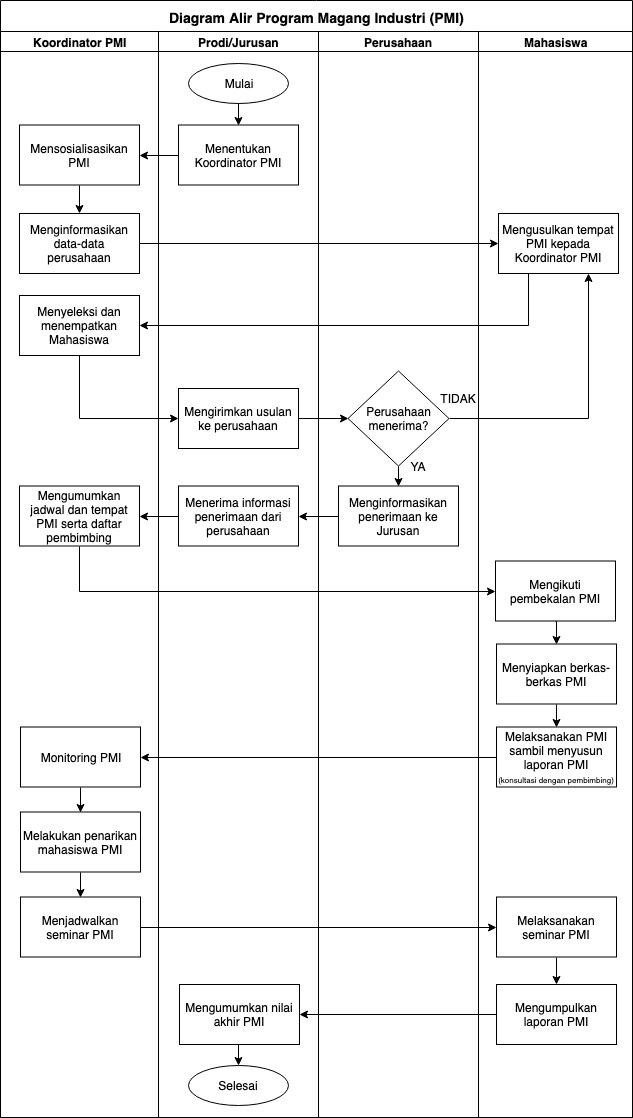 Diagram Alir Program Magang Industri (PMI)
Koordinator PMI
Prodi/Jurusan
Perusahaan
Mahasiswa
Mulai
Menentukan
Koordinator PMI
Mensosialisasikan
PMI
Menginformasikan
data-data
perusahaan
Mengusulkan tempat
PMI kepada
Koordinator PMI
Menyeleksi dan
menempatkan
Mahasiswa
Mengirimkan usulan
ke perusahaan
Perusahaan
menerima?
TIDAK
YA
Menginformasikan
penerimaan ke
Jurusan
Menerima informasi
penerimaan dari
perusahaan
Mengumumkan
jadwal dan tempat
PMI serta daftar
pembimbing
Mengikuti
pembekalan PMI
Menyiapkan berkas-
berkas PMI
Melaksanakan PMI
sambil menyusun
laporan PMI
(konsultasi dengan pembimbing)
Monitoring PMI
Melakukan penarikan
mahasiswa PMI
Menjadwalkan
seminar PMI
Melaksanakan
seminar PMI
Mengumpulkan
laporan PMI
Mengumumkan nilai
akhir PMI
Selesai